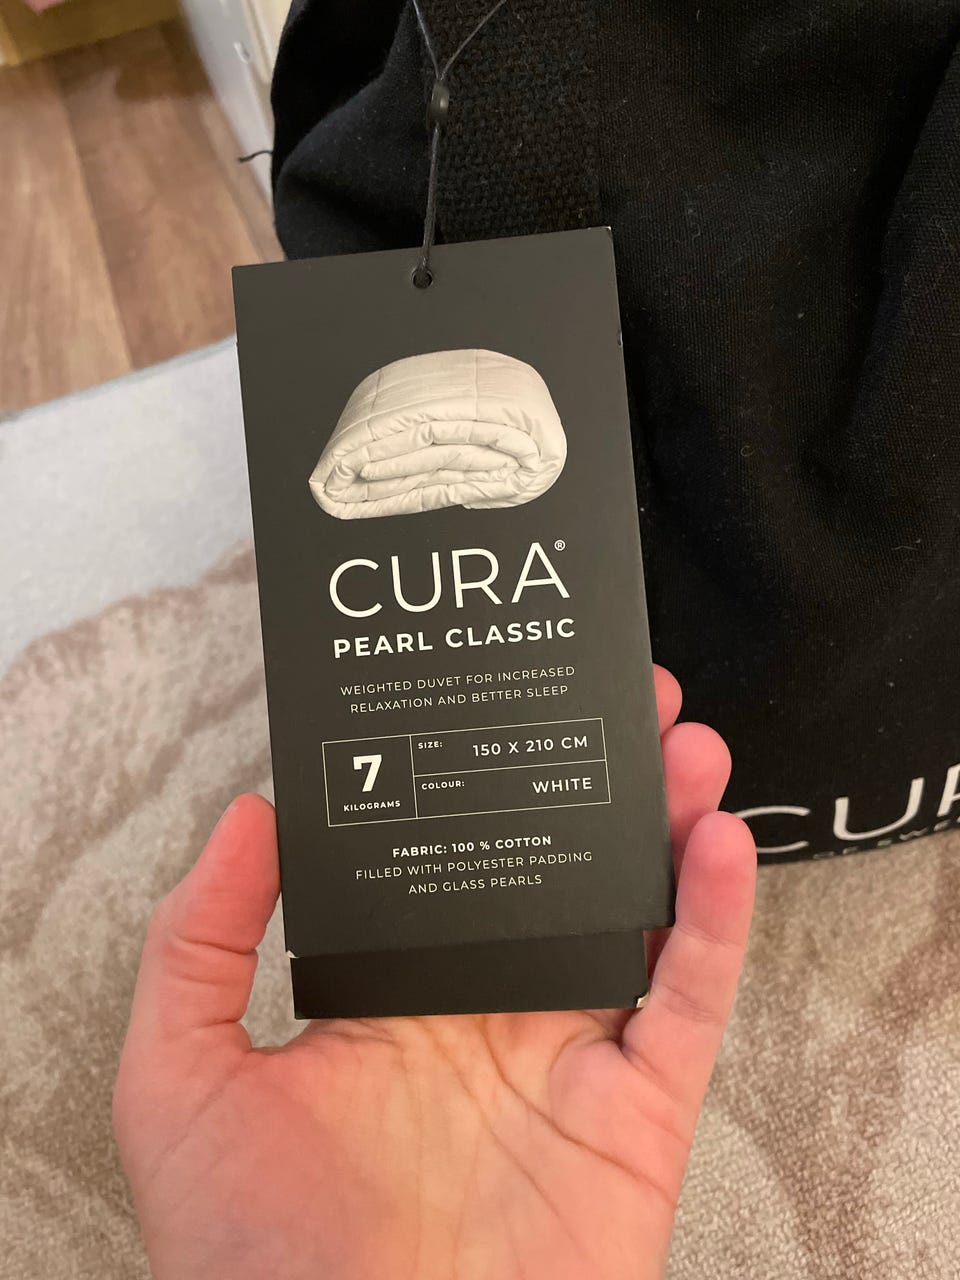 CURA®
PEARL CLASSIC
WEIGHTED DUVET FOR INCREASED
RELAXATION AND BETTER SLEEP
7
KILOGRAMS
SIZE: 150 X 210 CM
COLOUR: WHITE
FABRIC: 100 % COTTON
FILLED WITH POLYESTER PADDING
AND GLASS PEARLS
CUR